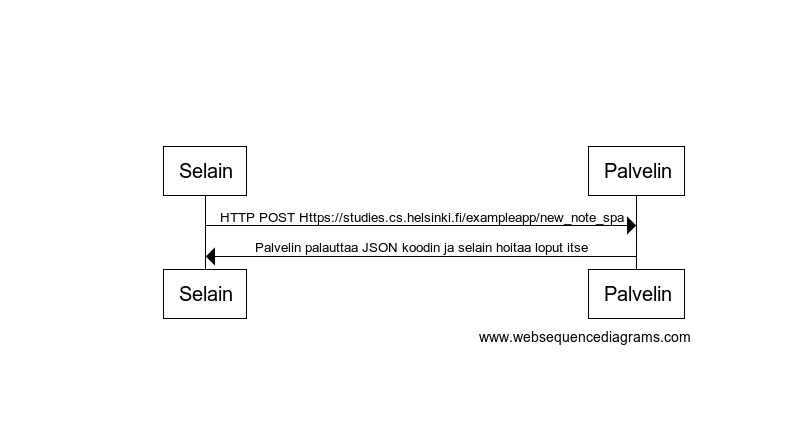 Selain
Palvelin
HTTP POST Https://studies.cs.helsinki.fi/exampleapp/new_note_spa
Palvelin palauttaa JSON koodin ja selain hoitaa loput itse
Selain
Palvelin
www.websequencediagrams.com